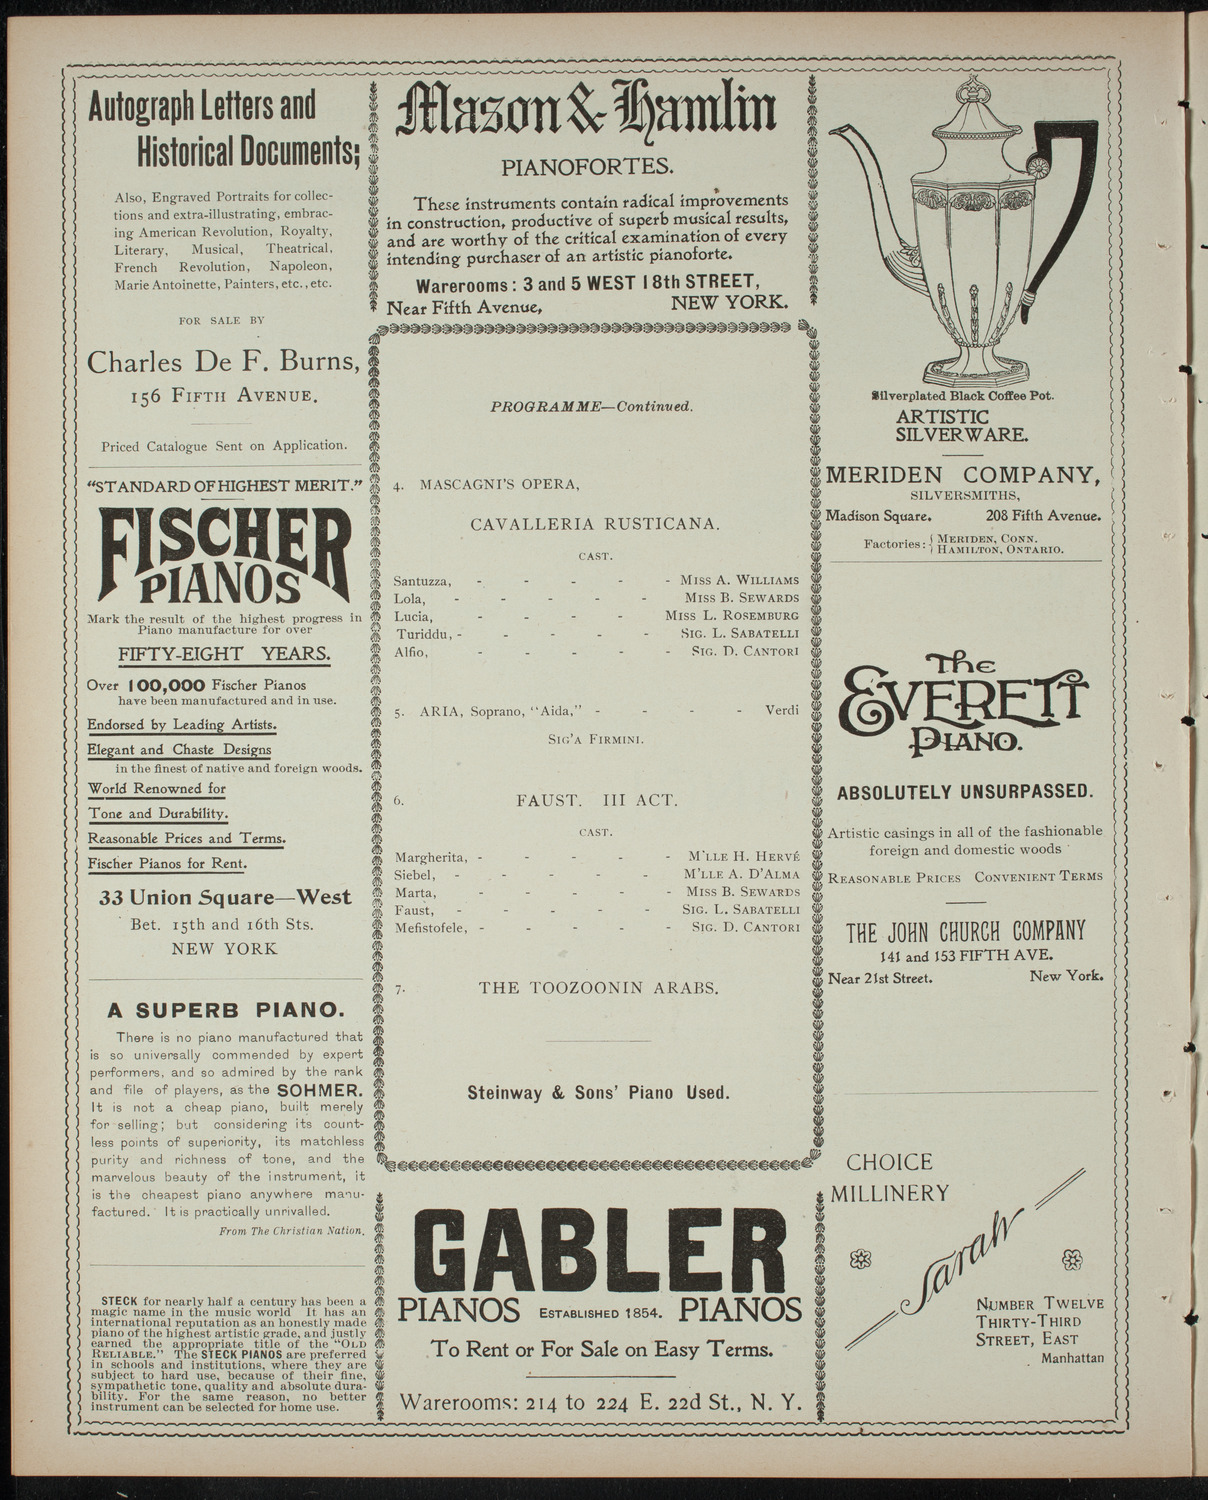 Autograph Letters and
Historical Documents;
Also, Engraved Portraits for collec-
tions and extra-illustrating, embrac-
ing American Revolution, Royalty,
Literary, Musical, Theatrical,
French Revolution, Napoleon,
Marie Antoinette, Painters, etc., etc.
FOR SALE BY
Charles De F. Burns,
156 FIFTH AVENUE.
Priced Catalogue Sent on Application.
"STANDARD OF HIGHEST MERIT."
FISCHER
PIANOS
Mark the result of the highest progress in
Piano manufacture for over
FIFTY-EIGHT YEARS.
Over 100,000 Fischer Pianos
have been manufactured and in use.
Endorsed by Leading Artists.
Elegant and Chaste Designs
in the finest of native and foreign woods.
World Renowned for
Tone and Durability.
Reasonable Prices and Terms.
Fischer Pianos for Rent.
33 Union Square—West
Bet. 15th and 16th Sts.
NEW YORK
A SUPERB PIANO.
There is no piano manufactured that
is so universally commended by expert
performers, and so admired by the rank
and file of players, as the SOHMER.
It is not a cheap piano, built merely
for selling; but considering its count-
less points of superiority, its matchless
purity and richness of tone, and the
marvelous beauty of the instrument, it
is the cheapest piano anywhere manu-
factured. It is practically unrivalled.
From The Christian Nation.
STECK for nearly half a century has been a
magic name in the music world It has an
international reputation as an honestly made
piano of the highest artistic grade, and justly
earned the appropriate title of the "OLD
RELIABLE." The STECK PIANOS are preferred
in schools and institutions, where they are
subject to hard use, because of their fine,
sympathetic tone, quality and absolute dura-
bility. For the same reason, no better
instrument can be selected for home use.
Mason & Hamlin
PIANOFORTES.
These instruments contain radical improvements
in construction, productive of superb musical results,
and are worthy of the critical examination of every
intending purchaser of an artistic pianoforte.
Warerooms: 3 and 5 WEST 18th STREET,
Near Fifth Avenue, NEW YORK.
PROGRAMME—Continued.
4. MASCAGNI'S OPERA,
CAVALLERIA RUSTICANA.
CAST.
Santuzza, - - - - - MISS A. WILLIAMS
Lola, - - - - - MISS B. SEWARDS
Lucia, - - - - MISS L. ROSEMBURG
Turiddu, - - - - - SIG. L. SABATELLI
Alfio, - - - - - SIG. D. CANTORI
5. ARIA, Soprano, "Aida," - - - - Verdi
SIG'A FIRMINI.
6. FAUST. III ACT.
CAST.
Margherita, - - - - - M'LLE H. HERVÉ
Siebel, - - - - - M'LLE A. D'ALMA
Marta, - - - - - MISS B. SEWARDS
Faust, - - - - - SIG. L. SABATELLI
Mefistofele, - - - - - SIG. D. CANTORI
7. THE TOOZOONIN ARABS.
Steinway & Sons' Piano Used.
GABLER
PIANOS ESTABLISHED 1854. PIANOS
To Rent or For Sale on Easy Terms.
Warerooms: 214 to 224 E. 22d St., N. Y.
Silverplated Black Coffee Pot.
ARTISTIC
SILVERWARE.
MERIDEN COMPANY,
SILVERSMITHS,
Madison Square. 208 Fifth Avenue.
Factories: { MERIDEN, CONN.
HAMILTON, ONTARIO.
The
EVERETT
PIANO.
ABSOLUTELY UNSURPASSED.
Artistic casings in all of the fashionable
foreign and domestic woods
REASONABLE PRICES CONVENIENT TERMS
THE JOHN CHURCH COMPANY
141 and 153 FIFTH AVE.
Near 21st Street. New York.
CHOICE
MILLINERY
Sarah
NUMBER TWELVE
THIRTY-THIRD
STREET, EAST
Manhattan